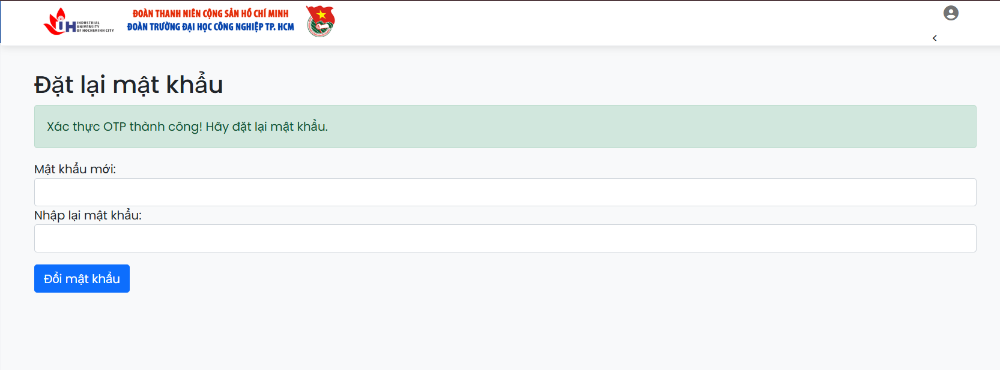 IUH
INDUSTRIAL
UNIVERSITY
OF HOCHIMINH CITY
ĐOÀN THANH NIÊN CỘNG SẢN HỒ CHÍ MINH
ĐOÀN TRƯỜNG ĐẠI HỌC CÔNG NGHIỆP TP. HCM
<
Đặt lại mật khẩu
Xác thực OTP thành công! Hãy đặt lại mật khẩu.
Mật khẩu mới:
Nhập lại mật khẩu:
Đổi mật khẩu